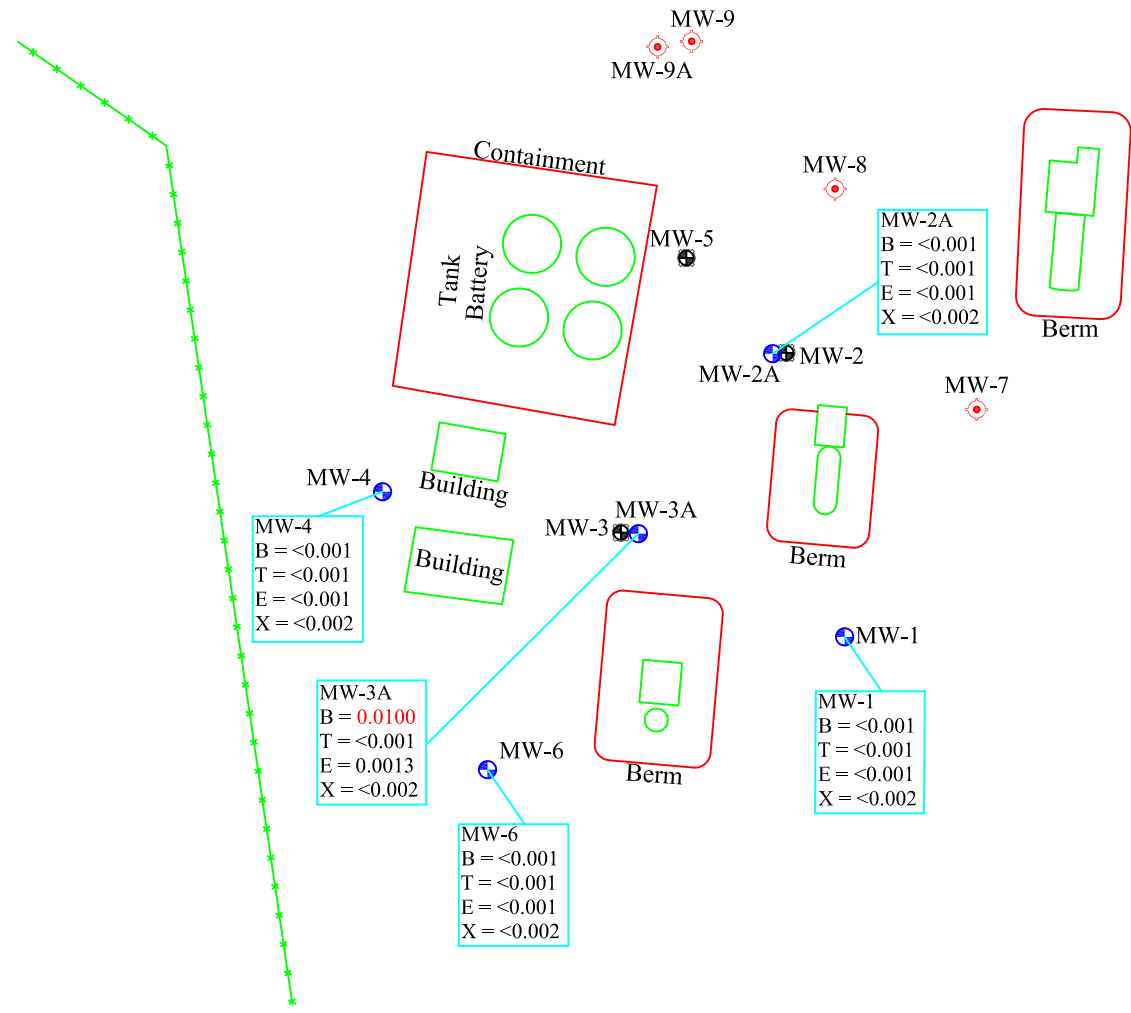 MW-9
MW-9A
Containment
MW-8
MW-2A
B = <0.001
T = <0.001
E = <0.001
X = <0.002
MW-5
Tank
Battery
Berm
MW-2
MW-2A
MW-7
MW-4
Building
MW-3
MW-3A
MW-4
B = <0.001
T = <0.001
E = <0.001
X = <0.002
Building
Berm
MW-1
MW-3A
B = 0.0100
T = <0.001
E = 0.0013
X = <0.002
MW-1
B = <0.001
T = <0.001
E = <0.001
X = <0.002
MW-6
Berm
MW-6
B = <0.001
T = <0.001
E = <0.001
X = <0.002